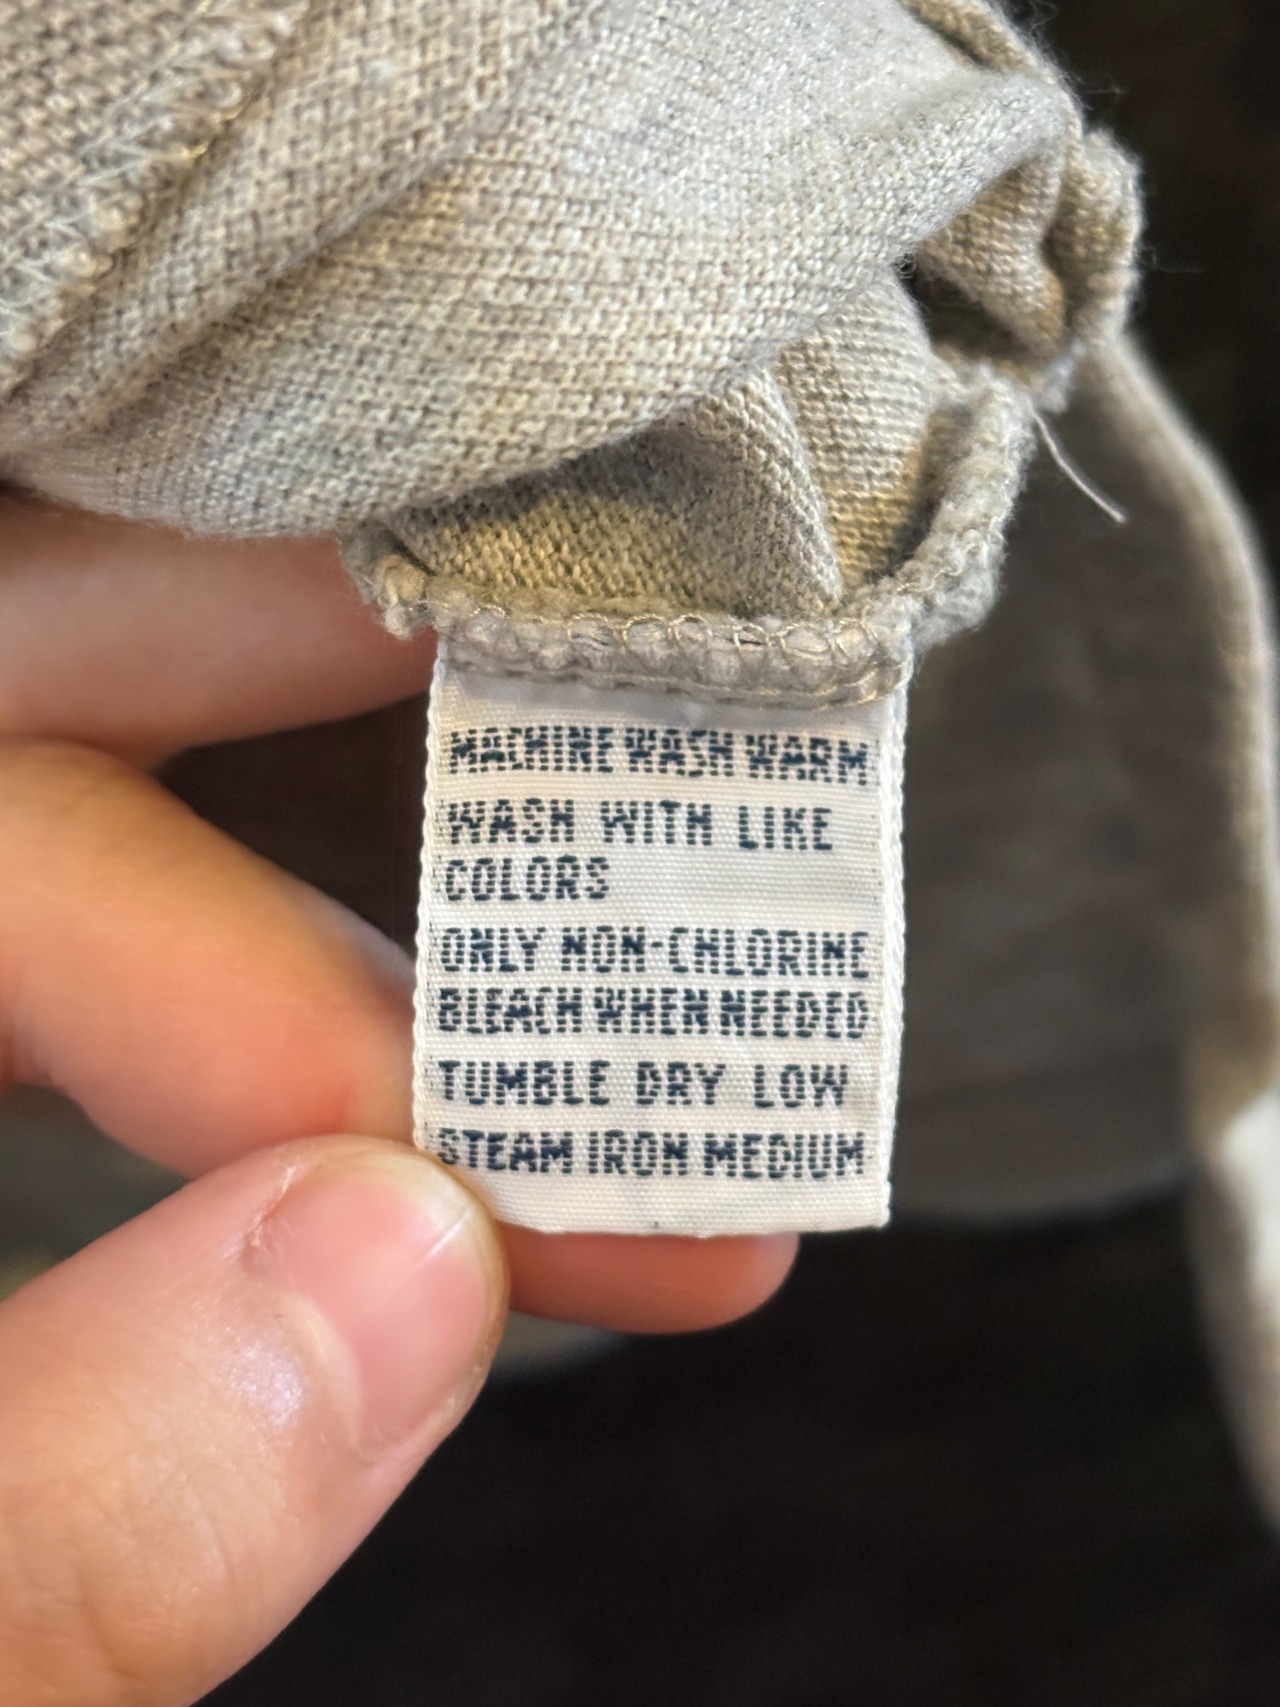 MACHINE WASH WARM
WASH WITH LIKE
COLORS
ONLY NON-CHLORINE
BLEACH WHEN NEEDED
TUMBLE DRY LOW
STEAM IRON MEDIUM